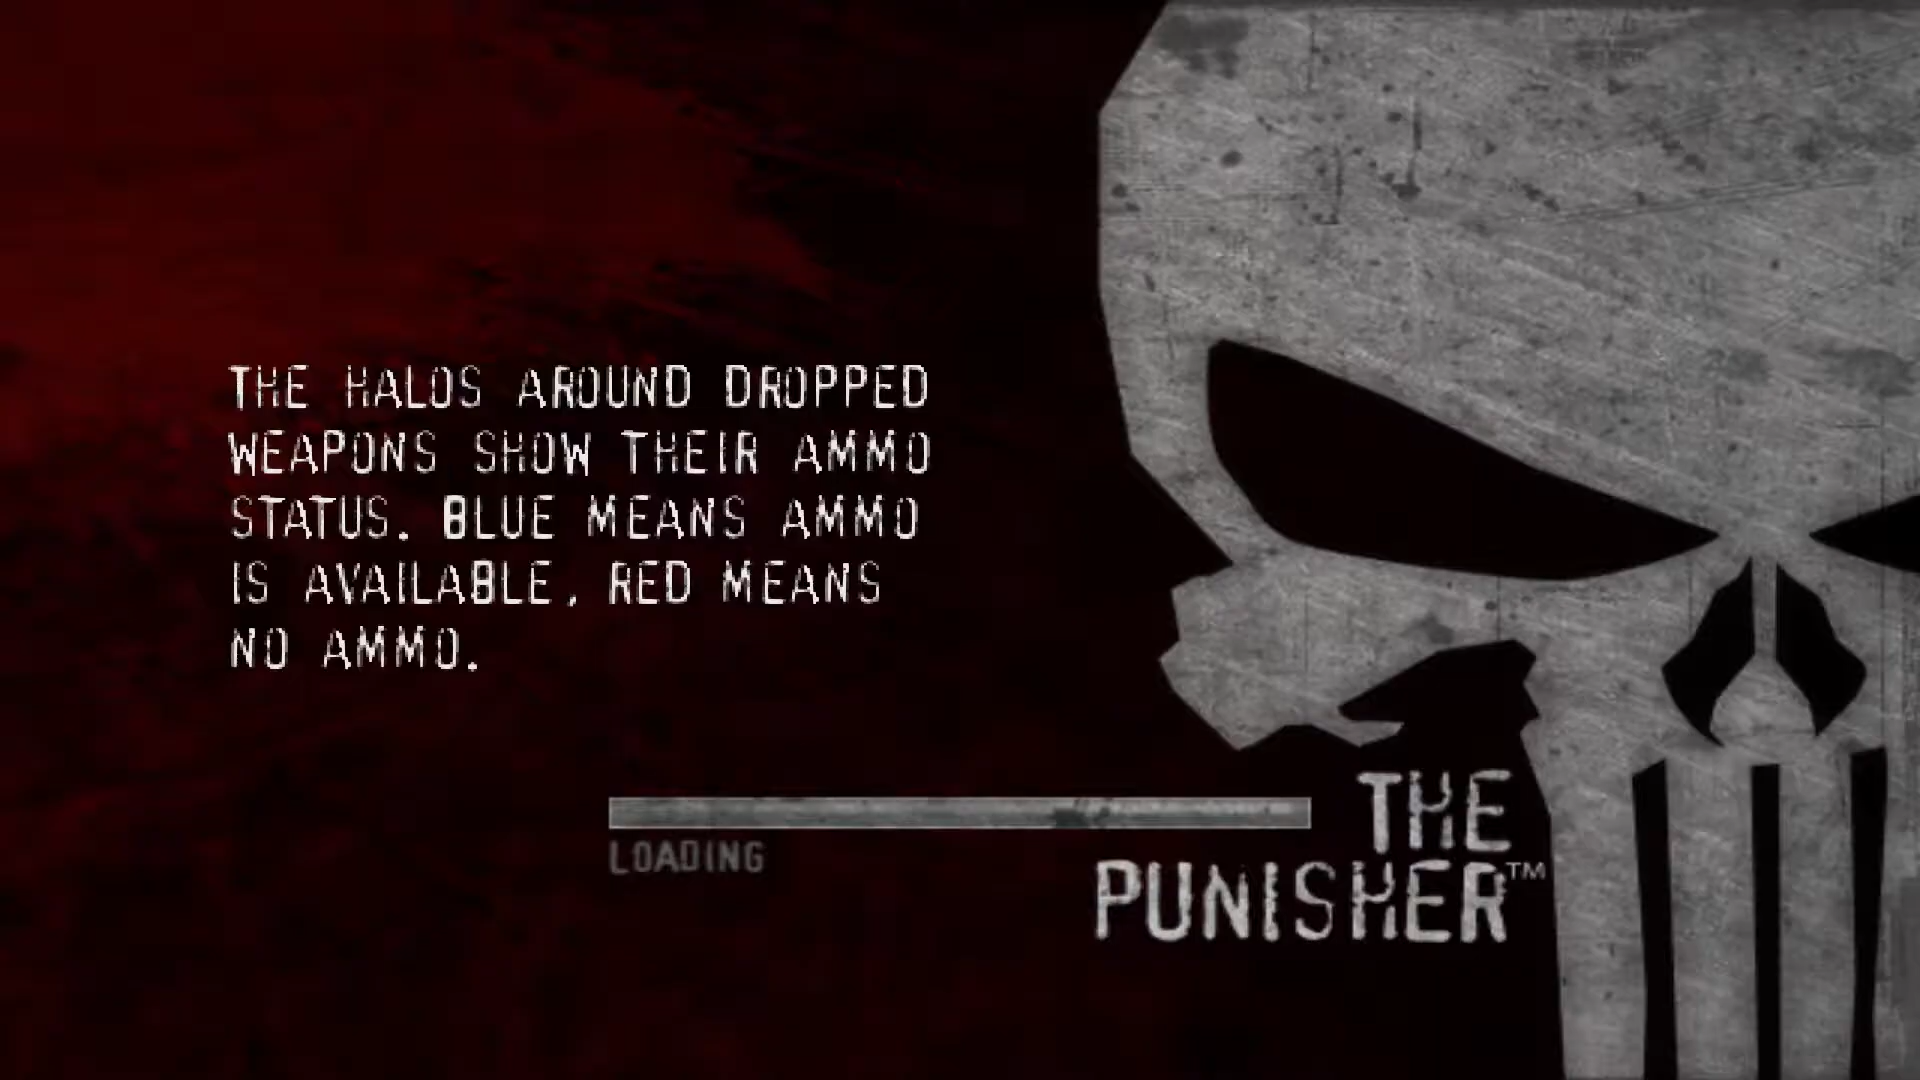 THE HALOS AROUND DROPPED
WEAPONS SHOW THEIR AMMO
STATUS. BLUE MEANS AMMO
IS AVAILABLE, RED MEANS
NO AMMO.
LOADING
THE
PUNISHER™